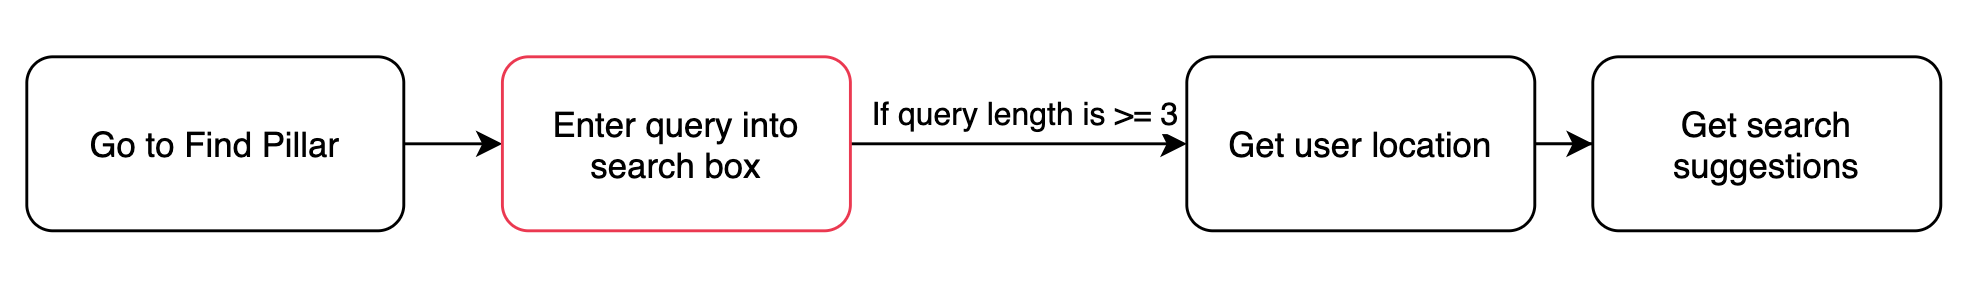 Go to Find Pillar
Enter query into
search box
If query length is >= 3
Get user location
Get search
suggestions